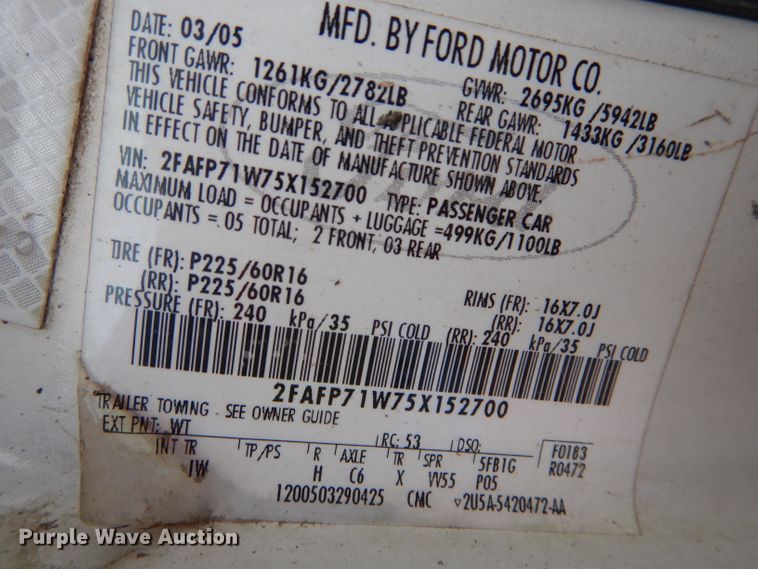 DATE: 03/05 MFD. BY FORD MOTOR CO.
FRONT GAWR: 1261KG/2782LB GVWR: 2695KG/5942LB
REAR GAWR: 1433KG/3160LB
THIS VEHICLE CONFORMS TO ALL APPLICABLE FEDERAL MOTOR
VEHICLE SAFETY, BUMPER, AND THEFT PREVENTION STANDARDS
IN EFFECT ON THE DATE OF MANUFACTURE SHOWN ABOVE.
VIN: 2FAFP71W75X152700 TYPE: PASSENGER CAR
MAXIMUM LOAD = OCCUPANTS + LUGGAGE =499KG/1100LB
OCCUPANTS = 05 TOTAL; 2 FRONT, 03 REAR
TIRE (FR): P225/60R16 RIMS (FR): 16X7.0J
(RR): P225/60R16 (RR): 16X7.0J
PRESSURE (FR): 240 kPa/35 PSI COLD (RR): 240 kPa/35 PSI COLD
2FAFP71W75X152700
TRAILER TOWING - SEE OWNER GUIDE
EXT PNT: WT RC: 53 DSO: F0183
R0472
INT TR TP/PS R AXLE TR SPR 5FB1G
IW H C6 X VV55 P05
1200503290425 CMC ▽2U5A-5420472-AA
Purple Wave Auction